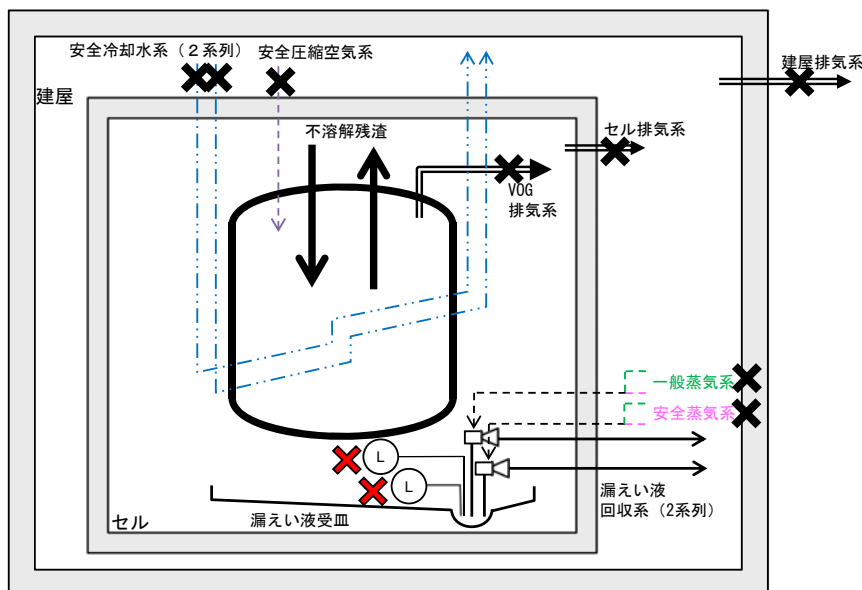 安全冷却水系(2系列)
安全圧縮空気系
建屋排気系
建屋
セル排気系
不溶解残渣
VOG
排気系
一般蒸気系
安全蒸気系
L
L
漏えい液
回収系(2系列)
漏えい液受皿
セル